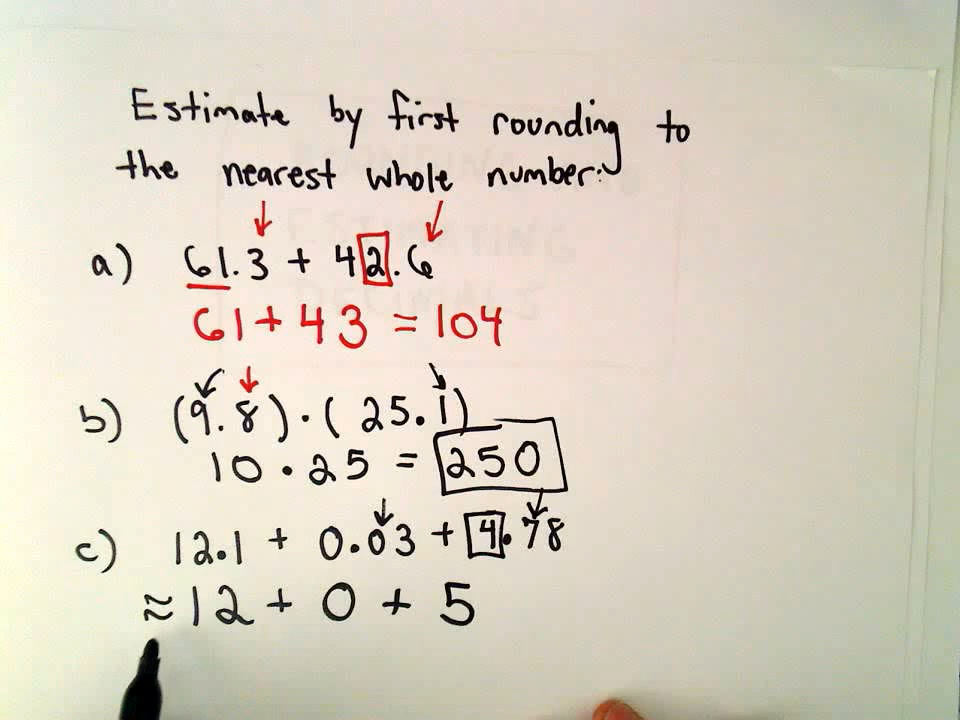 Estimate by first rounding to
the nearest whole number:
a) 61.3 + 42.6
61 + 43 = 104
b) (9.8) · (25.1)
10 · 25 = 250
c) 12.1 + 0.03 + 4.78
≈ 12 + 0 + 5